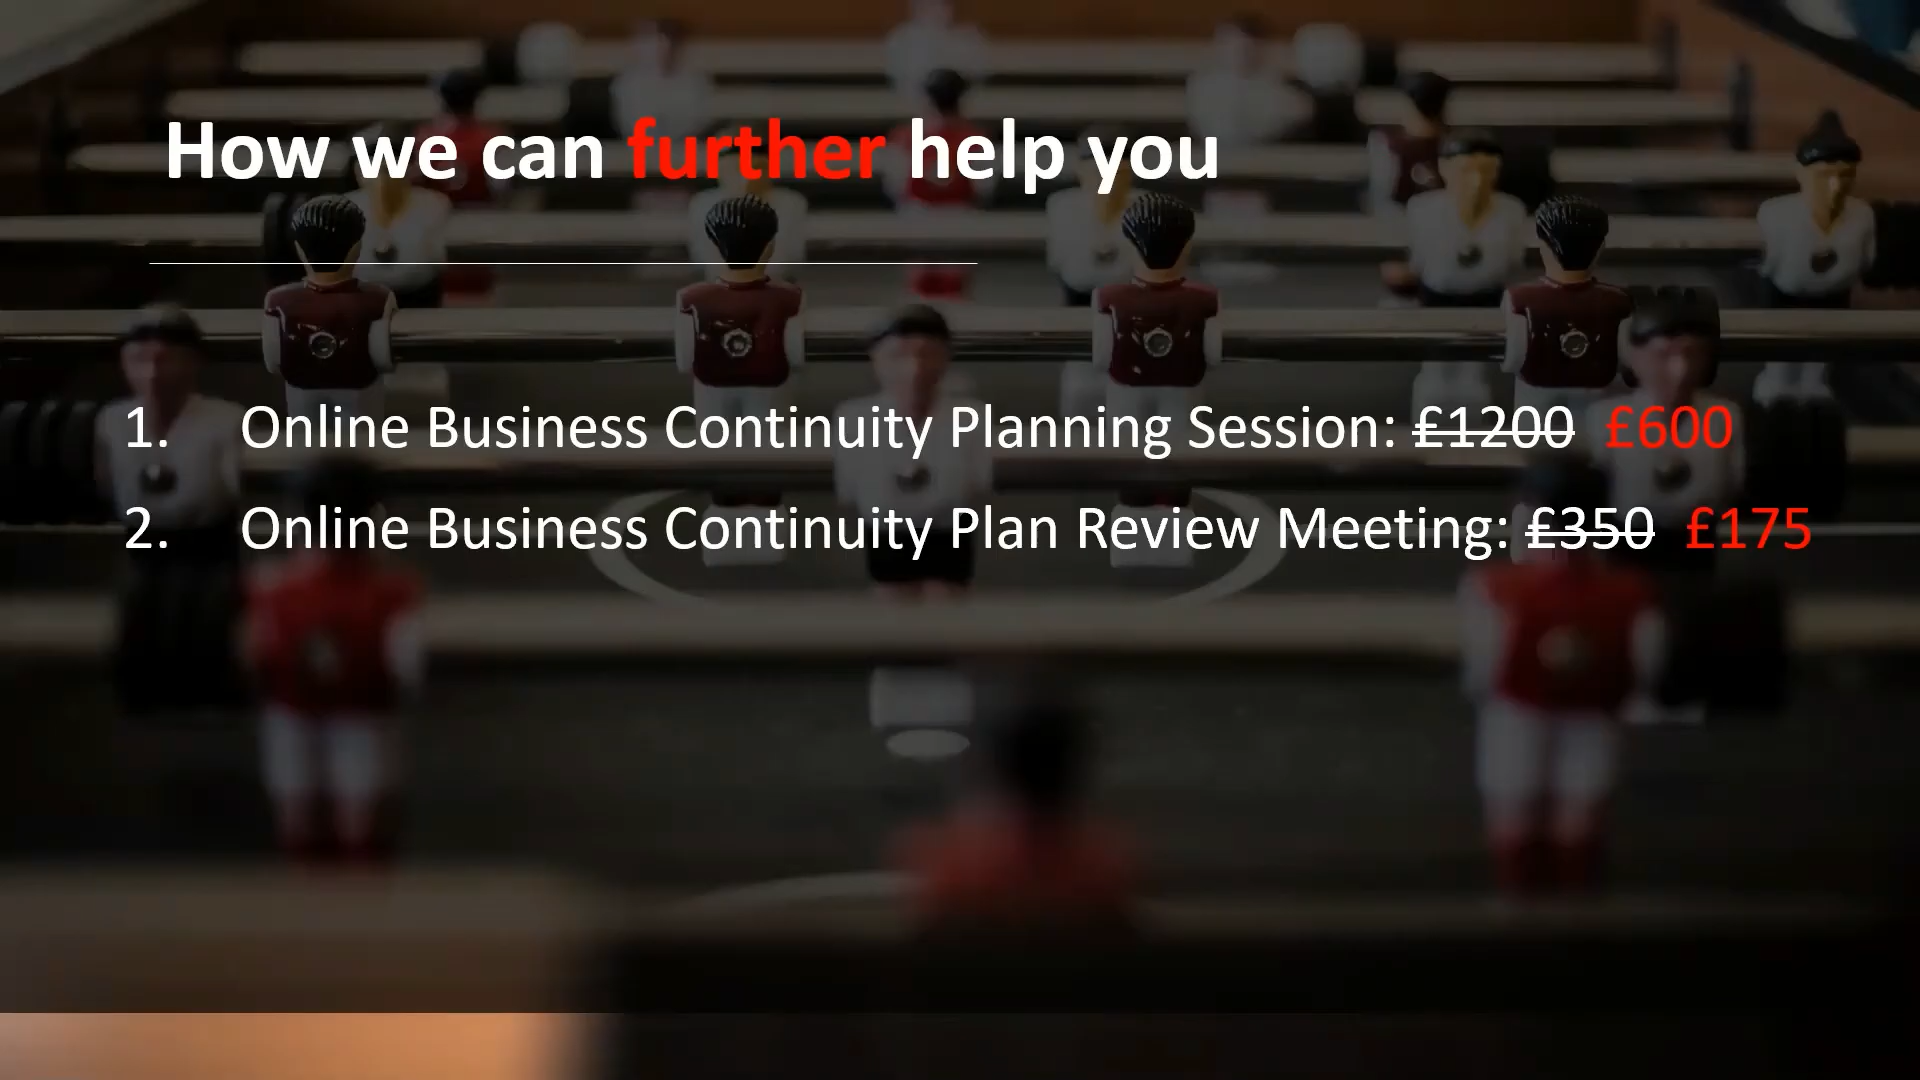 How we can further help you
1. Online Business Continuity Planning Session: £1200 £600
2. Online Business Continuity Plan Review Meeting: £350 £175